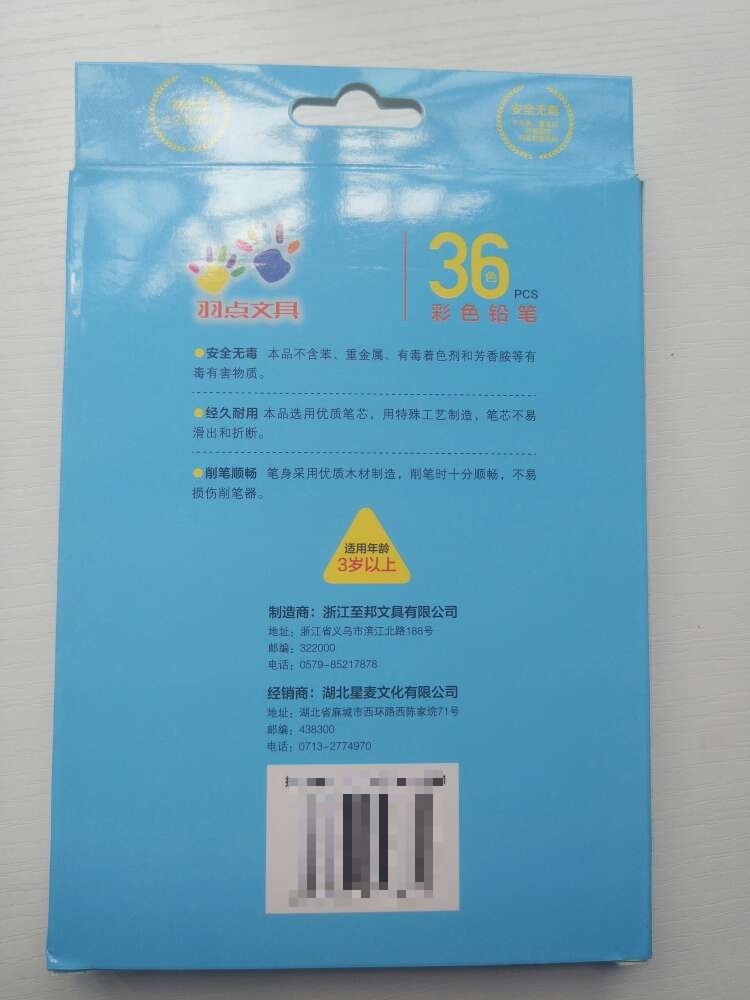 安全无毒
羽点文具
36色
PCS
彩色铅笔
安全无毒 本品不含苯、重金属、有毒着色剂和芳香胺等有
毒有害物质。
经久耐用 本品选用优质笔芯，用特殊工艺制造，笔芯不易
滑出和折断。
削笔顺畅 笔身采用优质木材制造，削笔时十分顺畅，不易
损伤削笔器。
适用年龄
3岁以上
制造商：浙江至邦文具有限公司
地址：浙江省义乌市滨江北路186号
邮编：322000
电话：0579-85217878
经销商：湖北星麦文化有限公司
地址：湖北省麻城市西环路西陈家垸71号
邮编：438300
电话：0713-2774970